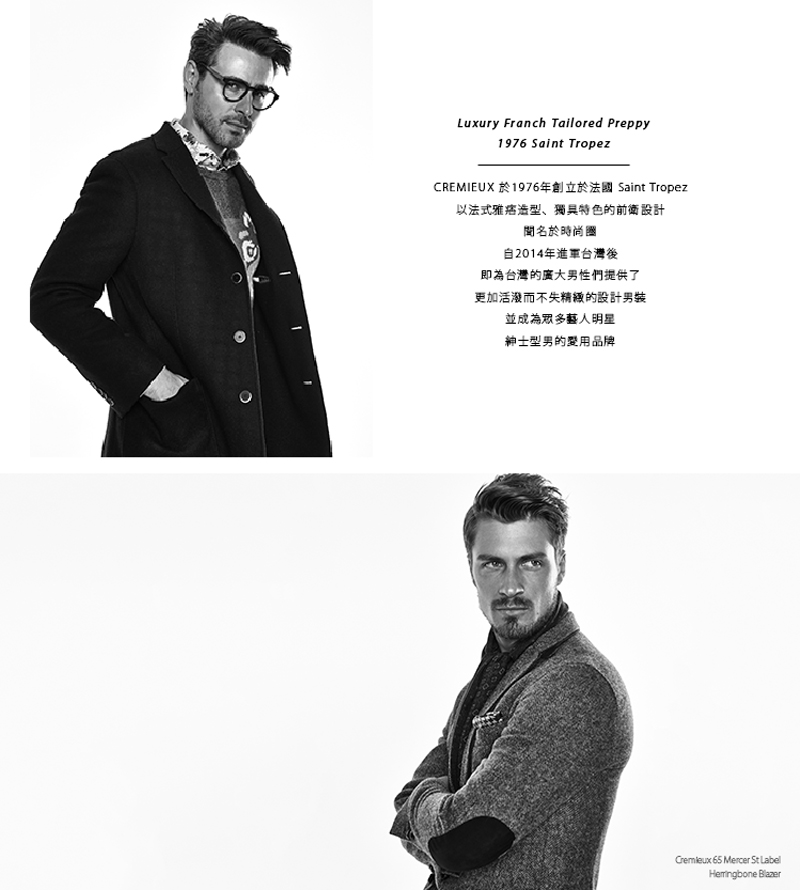 Luxury Franch Tailored Preppy
1976 Saint Tropez
CREMIEUX 於1976年創立於法國 Saint Tropez
以法式雅痞造型、獨具特色的前衛設計
聞名於時尚圈
自2014年進軍台灣後
即為台灣的廣大男性們提供了
更加活潑而不失精緻的設計男裝
並成為眾多藝人明星
紳士型男的愛用品牌
Cremieux 65 Mercer St Label
Herringbone Blazer